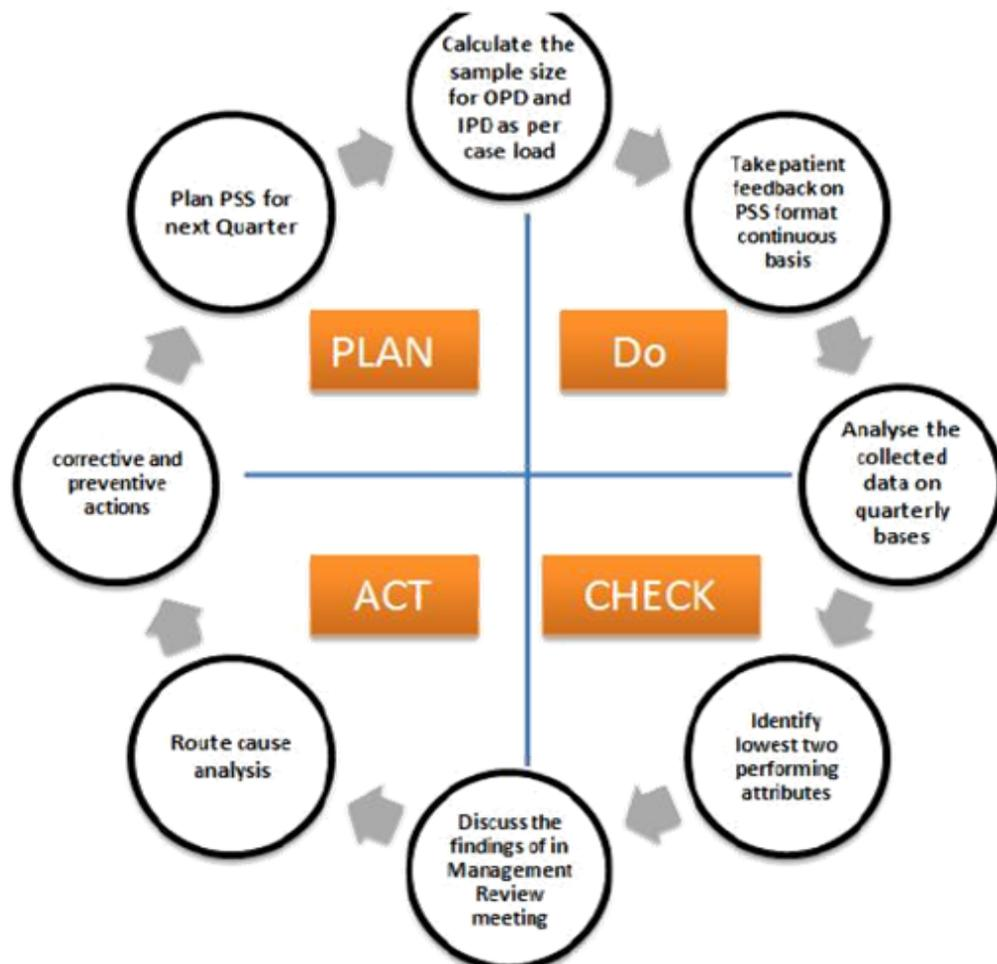 Calculate the
sample size
for OPD and
IPD as per
case load
Take patient
feedback on
PSS format
continuous
basis
Analyse the
collected
data on
quarterly
bases
Identify
lowest two
performing
attributes
Discuss the
findings of in
Management
Review
meeting
Route cause
analysis
corrective and
preventive
actions
Plan PSS for
next Quarter
PLAN
Do
ACT
CHECK